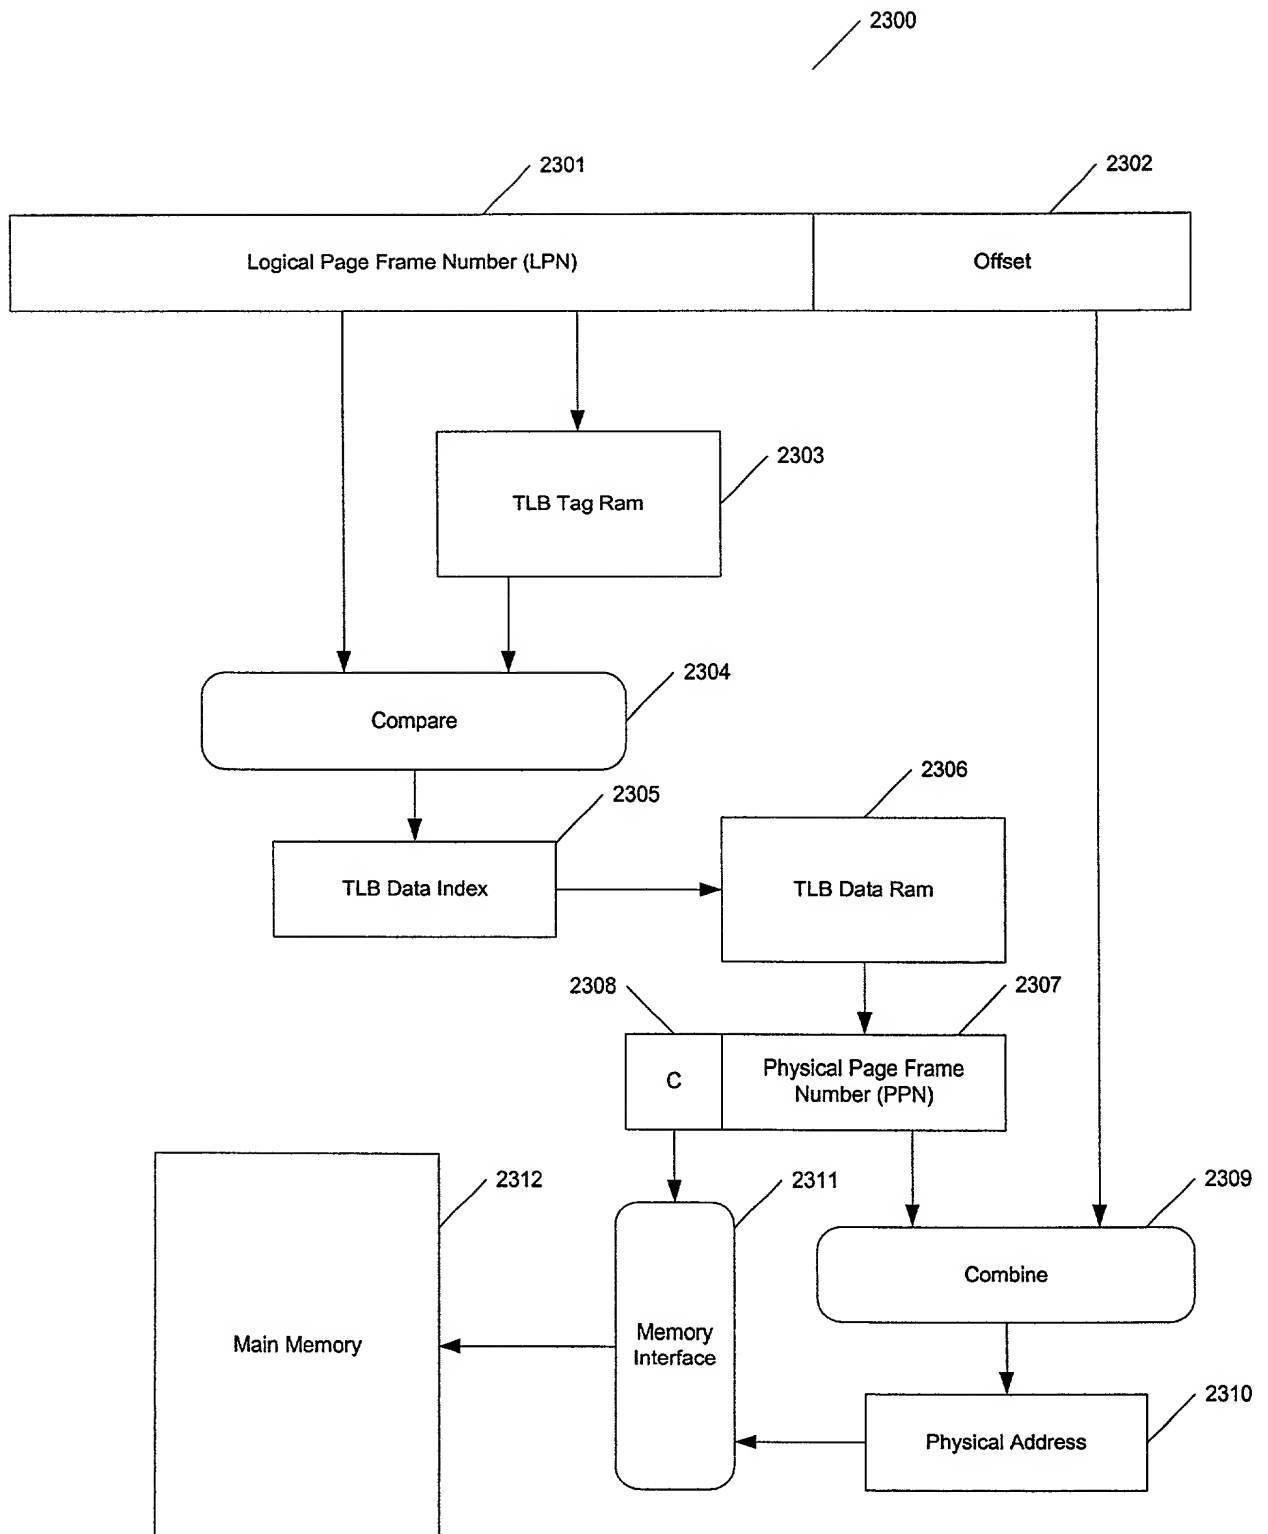 2300
2301
2302
Logical Page Frame Number (LPN)
Offset
2303
TLB Tag Ram
2304
Compare
2306
2305
TLB Data Index
TLB Data Ram
2308
2307
C
Physical Page Frame
Number (PPN)
2312
2311
2309
Combine
Main Memory
Memory
Interface
2310
Physical Address